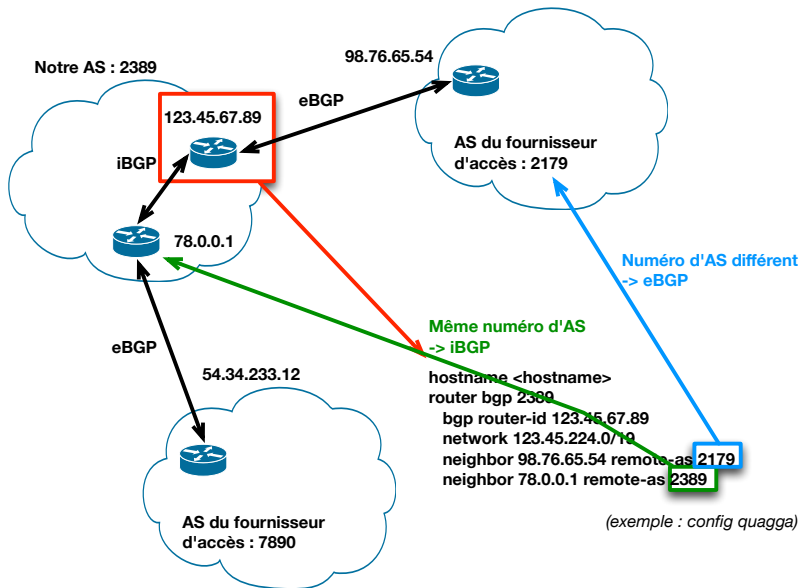 98.76.65.54
Notre AS : 2389
eBGP
123.45.67.89
AS du fournisseur
d'accès : 2179
iBGP
78.0.0.1
Numéro d'AS différent
-> eBGP
Même numéro d'AS
-> iBGP
eBGP
54.34.233.12
hostname <hostname>
router bgp 2389
bgp router-id 123.45.67.89
network 123.45.224.0/19
neighbor 98.76.65.54 remote-as 2179
neighbor 78.0.0.1 remote-as 2389
(exemple : config quagga)
AS du fournisseur
d'accès : 7890